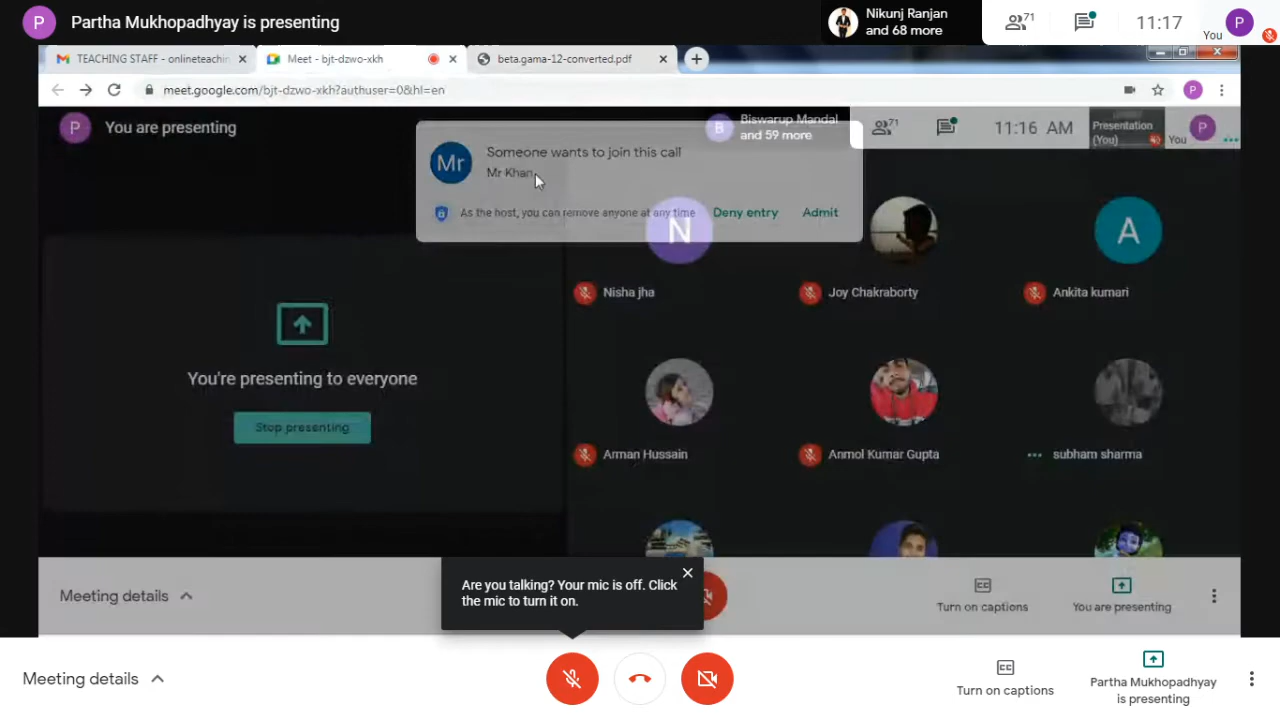 P
Partha Mukhopadhyay is presenting
Nikunj Ranjan
and 68 more
71
11:17
You
P
TEACHING STAFF - onlineteachin
Meet - bjt-dzwo-xkh
beta.gama-12-converted.pdf
meet.google.com/bjt-dzwo-xkh?authuser=0&hl=en
P
P
You are presenting
B
Biswarup Mandal
and 59 more
71
11:16 AM
Presentation
(You)
You
P
Mr
Someone wants to join this call
Mr Khan
As the host, you can remove anyone at any time
Deny entry
Admit
N
A
Nisha jha
Joy Chakraborty
Ankita kumari
You're presenting to everyone
Stop presenting
Arman Hussain
Anmol Kumar Gupta
subham sharma
Are you talking? Your mic is off. Click
the mic to turn it on.
Meeting details
CC
Turn on captions
You are presenting
Meeting details
CC
Turn on captions
Partha Mukhopadhyay
is presenting